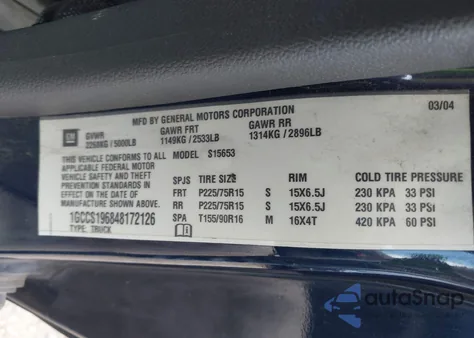 MFD BY GENERAL MOTORS CORPORATION 03/04
GM GVWR GAWR FRT GAWR RR
2268KG / 5000LB 1149KG / 2533LB 1314KG / 2896LB
THIS VEHICLE CONFORMS TO ALL S15653
APPLICABLE FEDERAL MOTOR
VEHICLE SAFETY AND THEFT SPJS TIRE SIZE RIM COLD TIRE PRESSURE
PREVENTION STANDARDS IN FRT P225/75R15 S 15X6.5J 230 KPA 33 PSI
EFFECT ON THE DATE OF RR P225/75R15 S 15X6.5J 230 KPA 33 PSI
MANUFACTURE SHOWN ABOVE.
1GCCS196848172126 SPA T155/90R16 M 16X4T 420 KPA 60 PSI
TYPE: TRUCK
autoSnap